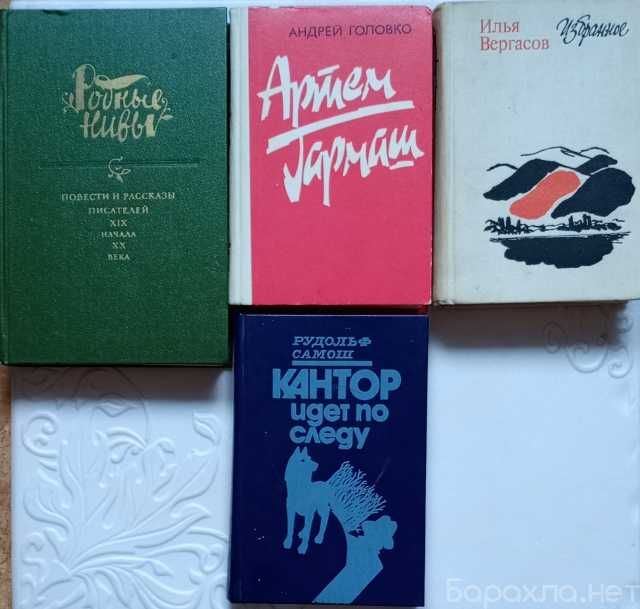 Родные
нивы
ПОВЕСТИ И РАССКАЗЫ
ПИСАТЕЛЕЙ
XIX
НАЧАЛА
XX
ВЕКА
АНДРЕЙ ГОЛОВКО
Артем
Гармаш
Илья
Вергасов
Избранное
РУДОЛЬФ
САМОШ
КАНТОР
идет по
следу
Барахла.нет